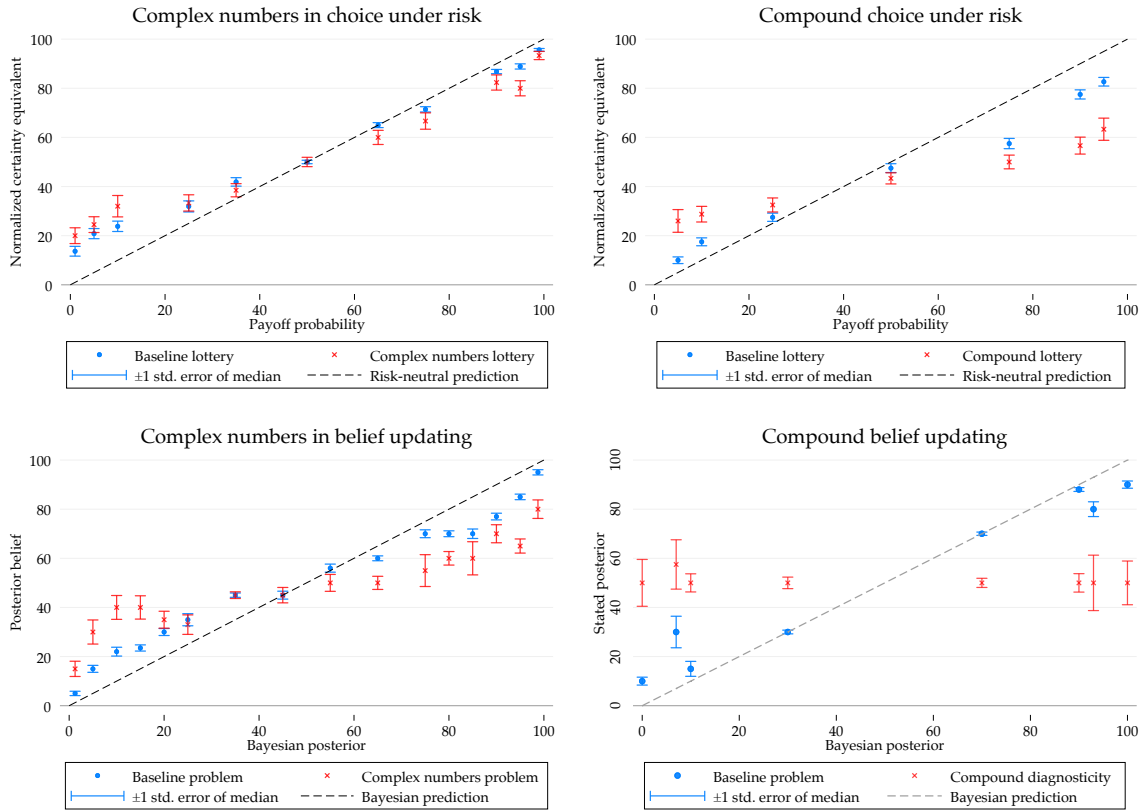 Complex numbers in choice under risk
Normalized certainty equivalent
100
80
60
40
20
0
0 20 40 60 80 100
Payoff probability
Baseline lottery
Complex numbers lottery
±1 std. error of median
Risk-neutral prediction
Compound choice under risk
Normalized certainty equivalent
100
80
60
40
20
0
0 20 40 60 80 100
Payoff probability
Baseline lottery
Compound lottery
±1 std. error of median
Risk-neutral prediction
Complex numbers in belief updating
Posterior belief
100
80
60
40
20
0
0 20 40 60 80 100
Bayesian posterior
Baseline problem
Complex numbers problem
±1 std. error of median
Bayesian prediction
Compound belief updating
Stated posterior
100
80
60
40
20
0
0 20 40 60 80 100
Bayesian posterior
Baseline problem
Compound diagnosticity
±1 std. error of median
Bayesian prediction